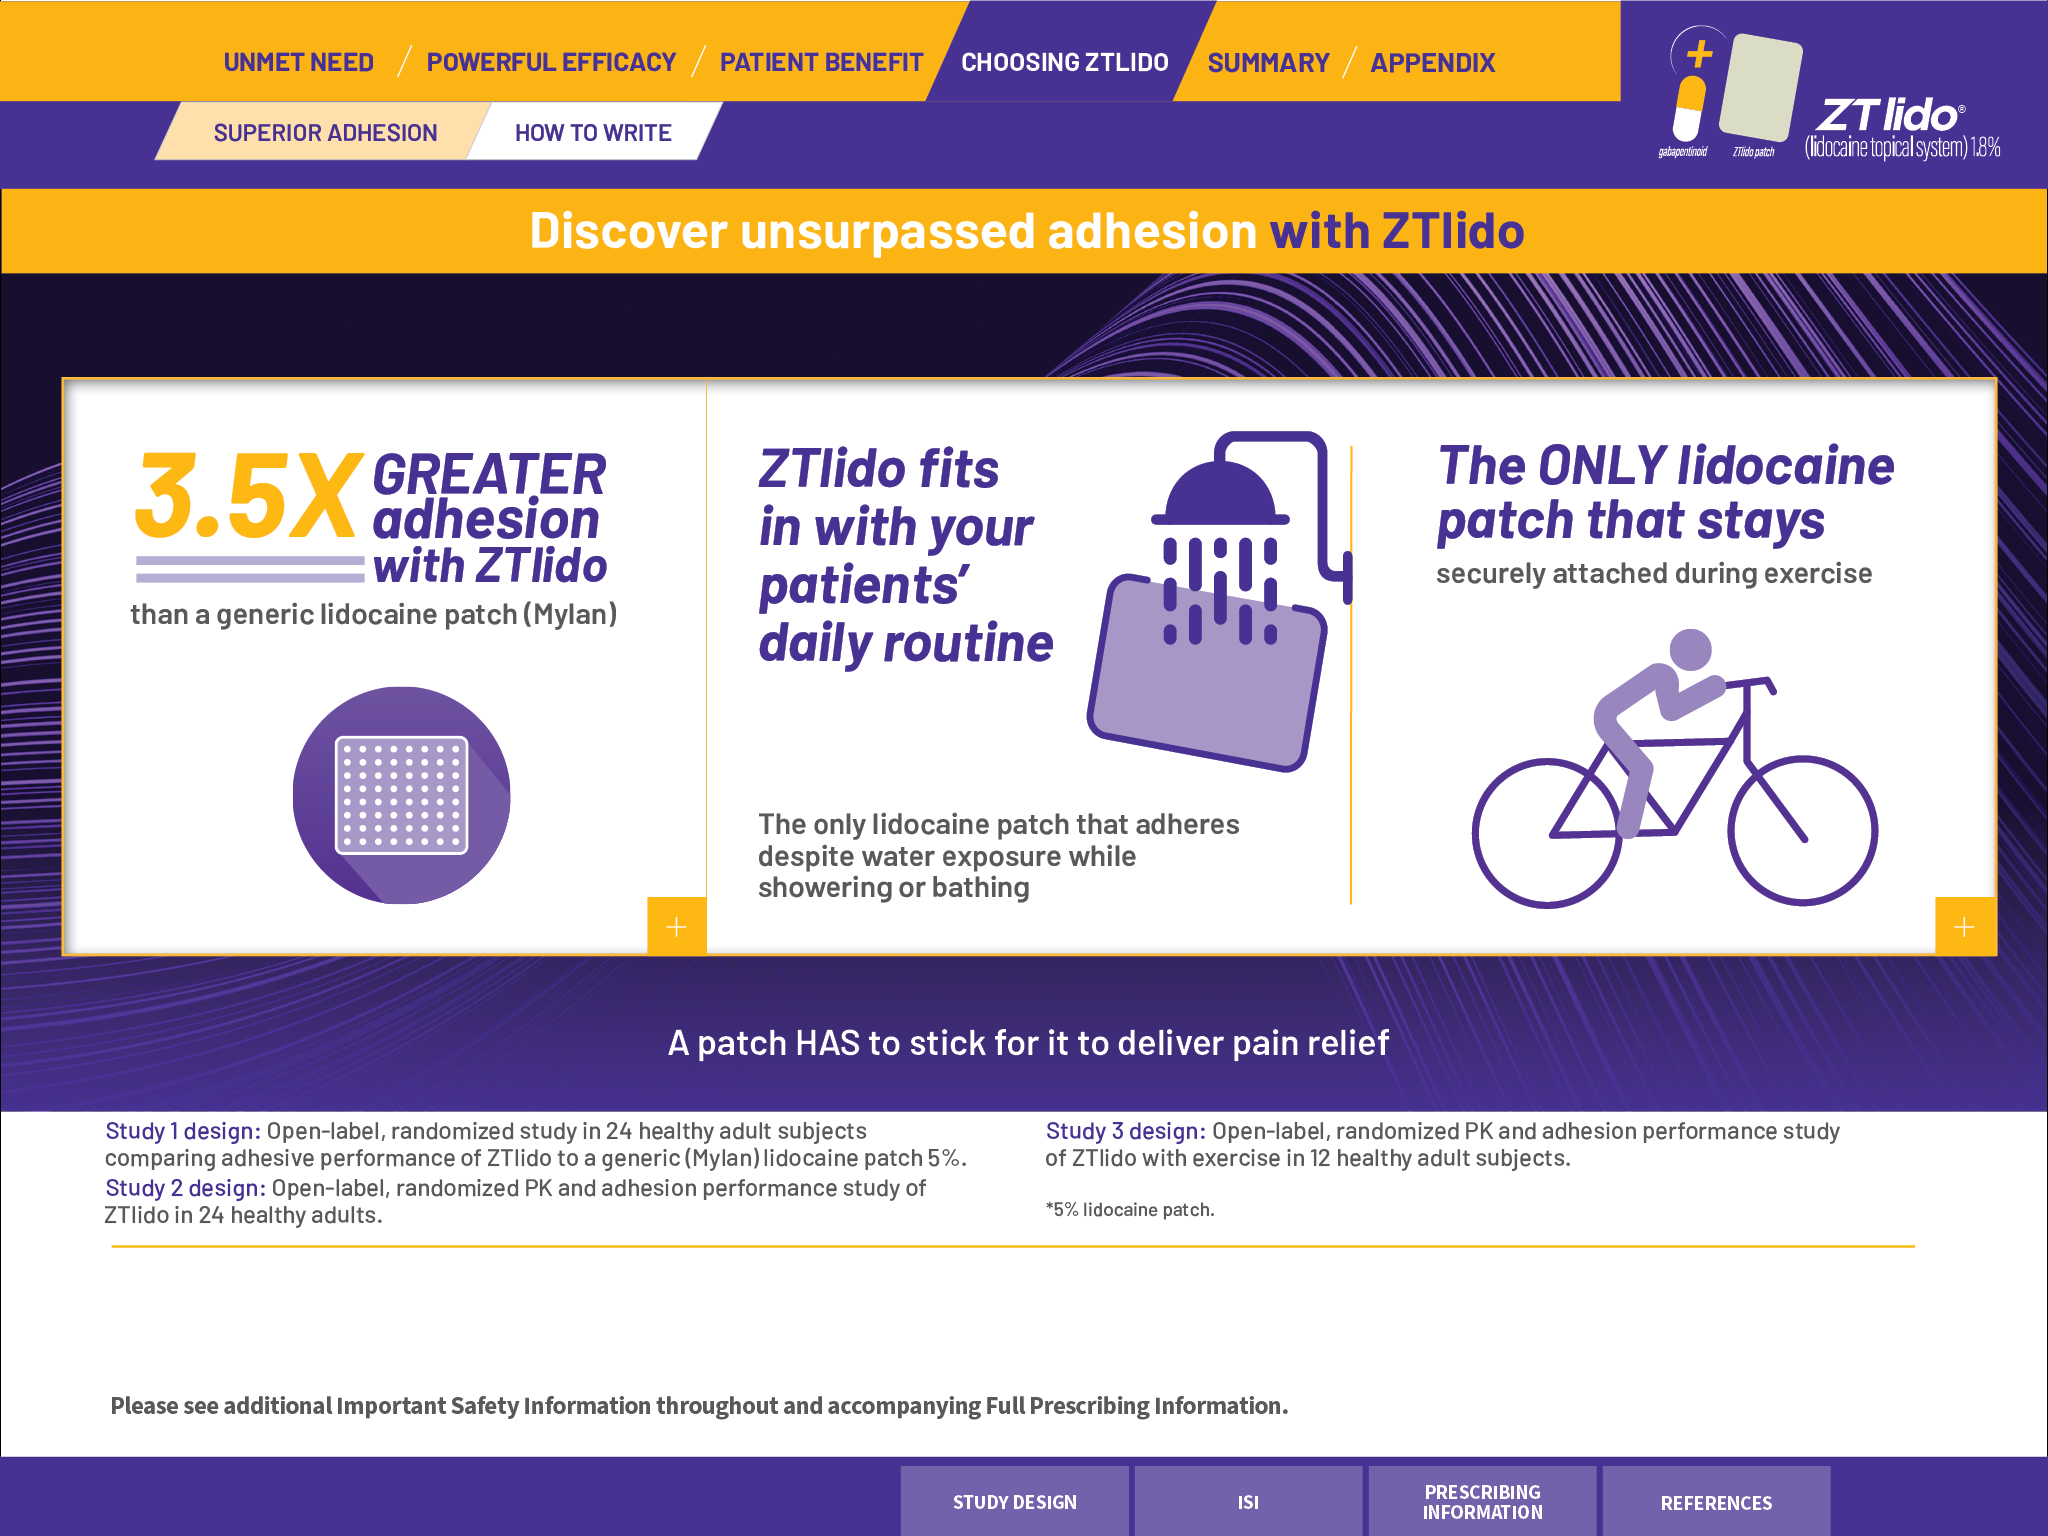 UNMET NEED / POWERFUL EFFICACY / PATIENT BENEFIT CHOOSING ZTLIDO SUMMARY / APPENDIX
SUPERIOR ADHESION HOW TO WRITE
+
gabapentinoid ZTlido patch
ZTlido®
(lidocaine topical system) 1.8%
Discover unsurpassed adhesion with ZTlido
3.5X GREATER
adhesion
with ZTlido
than a generic lidocaine patch (Mylan)
+
ZTlido fits
in with your
patients’
daily routine
The only lidocaine patch that adheres
despite water exposure while
showering or bathing
The ONLY lidocaine
patch that stays
securely attached during exercise
+
A patch HAS to stick for it to deliver pain relief
Study 1 design: Open-label, randomized study in 24 healthy adult subjects
comparing adhesive performance of ZTlido to a generic (Mylan) lidocaine patch 5%.
Study 2 design: Open-label, randomized PK and adhesion performance study of
ZTlido in 24 healthy adults.
Study 3 design: Open-label, randomized PK and adhesion performance study
of ZTlido with exercise in 12 healthy adult subjects.
*5% lidocaine patch.
Please see additional Important Safety Information throughout and accompanying Full Prescribing Information.
STUDY DESIGN
ISI
PRESCRIBING
INFORMATION
REFERENCES